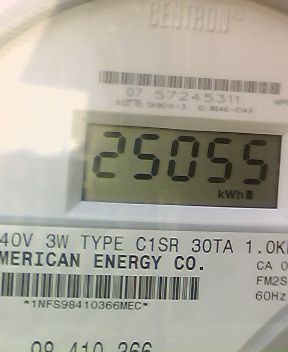 CENTRON
07 57245311
25055
kWh
40V 3W TYPE C1SR 30TA 1.0K
MERICAN ENERGY CO.
CA 0
FM2S
60Hz
*1NFS98410366MEC*
98 410 366